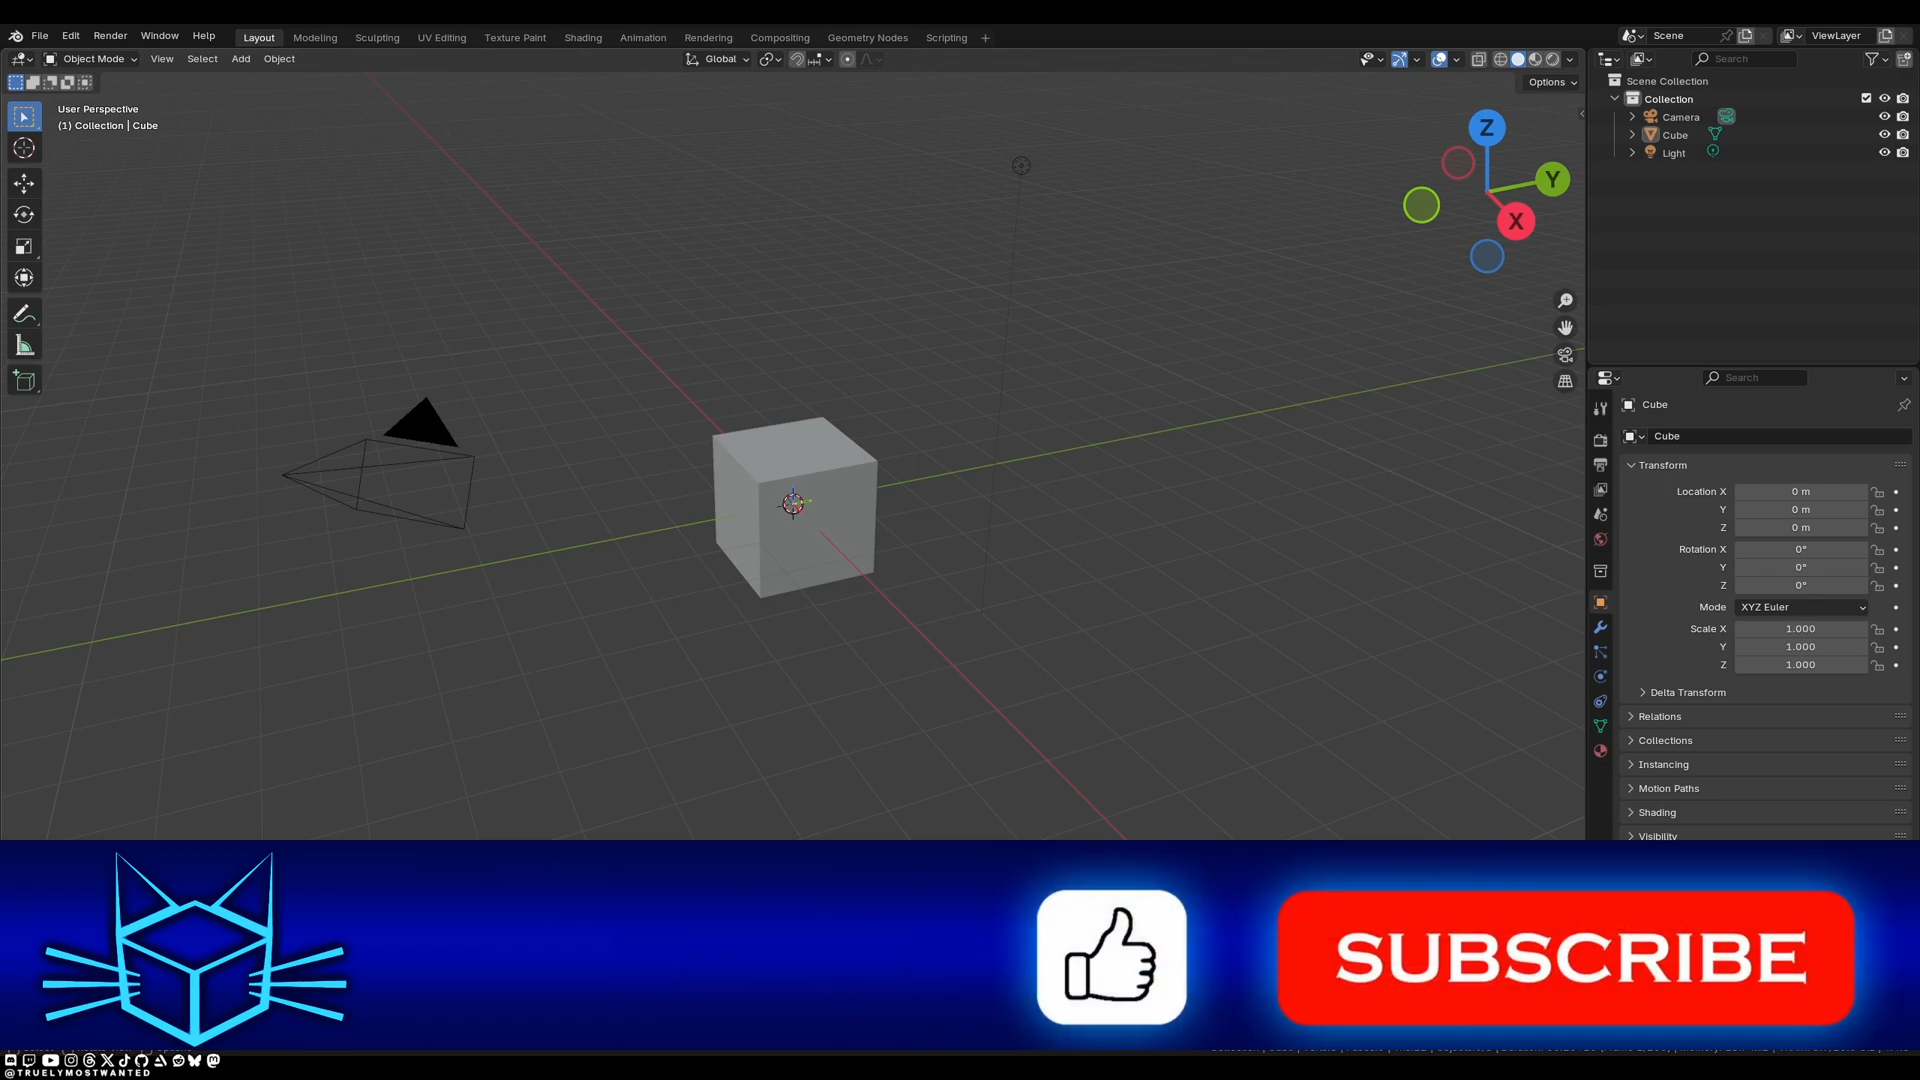 File Edit Render Window Help Layout Modeling Sculpting UV Editing Texture Paint Shading Animation Rendering Compositing Geometry Nodes Scripting + Scene ViewLayer
Object Mode View Select Add Object Global Search
Options
User Perspective
(1) Collection | Cube
Z
Y
X
Scene Collection
Collection
Camera
Cube
Light
Search
Cube
Cube
Transform
Location X 0 m
Y 0 m
Z 0 m
Rotation X 0°
Y 0°
Z 0°
Mode XYZ Euler
Scale X 1.000
Y 1.000
Z 1.000
Delta Transform
Relations
Collections
Instancing
Motion Paths
Shading
Visibility
SUBSCRIBE
@TRUELYMOSTWANTED